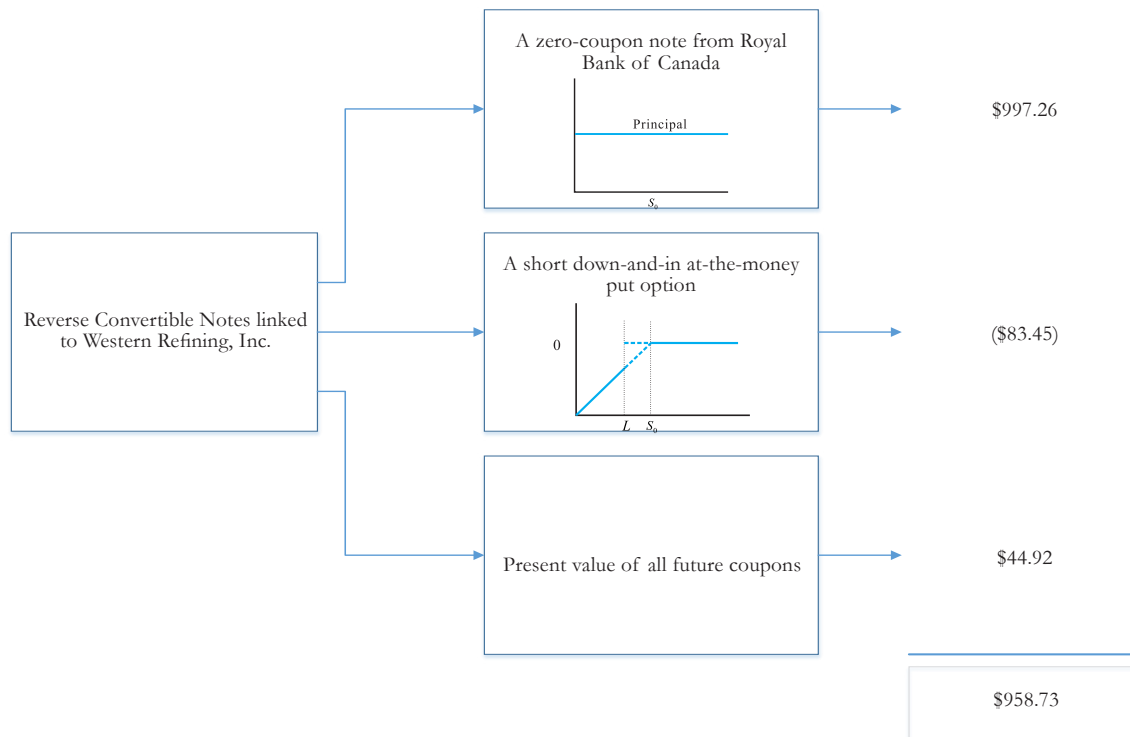 A zero-coupon note from Royal
Bank of Canada
Principal
S₀
$997.26
Reverse Convertible Notes linked
to Western Refining, Inc.
A short down-and-in at-the-money
put option
0
L S₀
($83.45)
Present value of all future coupons
$44.92
$958.73